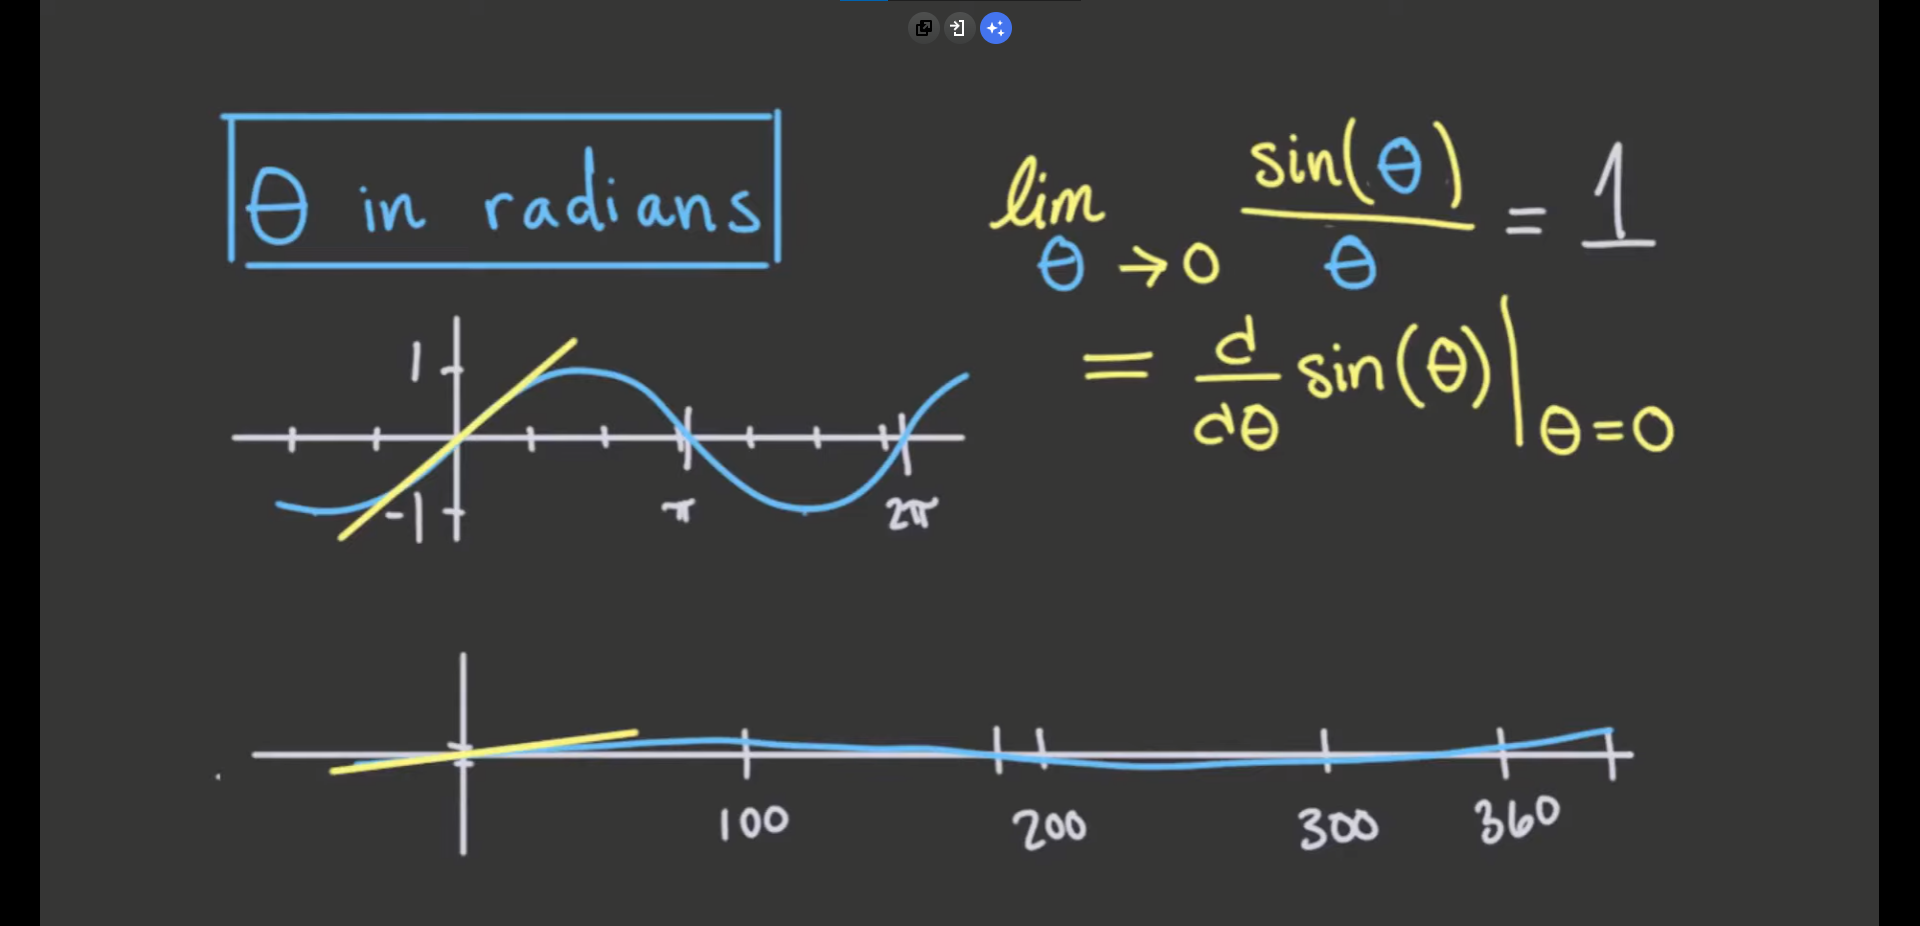 θ in radians
lim θ→0 sin(θ)/θ = 1
= d/dθ sin(θ)|θ=0
1
-1
π 2π
100 200 300 360